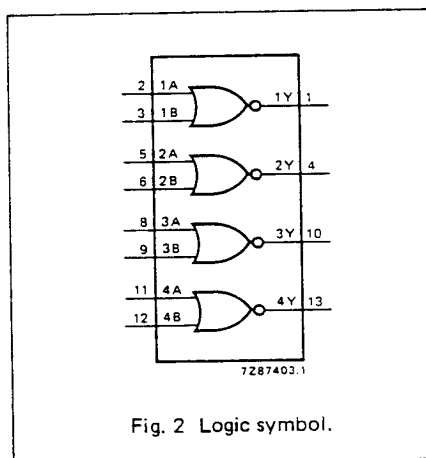 2 1A 1Y 1
3 1B
5 2A 2Y 4
6 2B
8 3A 3Y 10
9 3B
11 4A 4Y 13
12 4B
7Z87403.1
Fig. 2 Logic symbol.